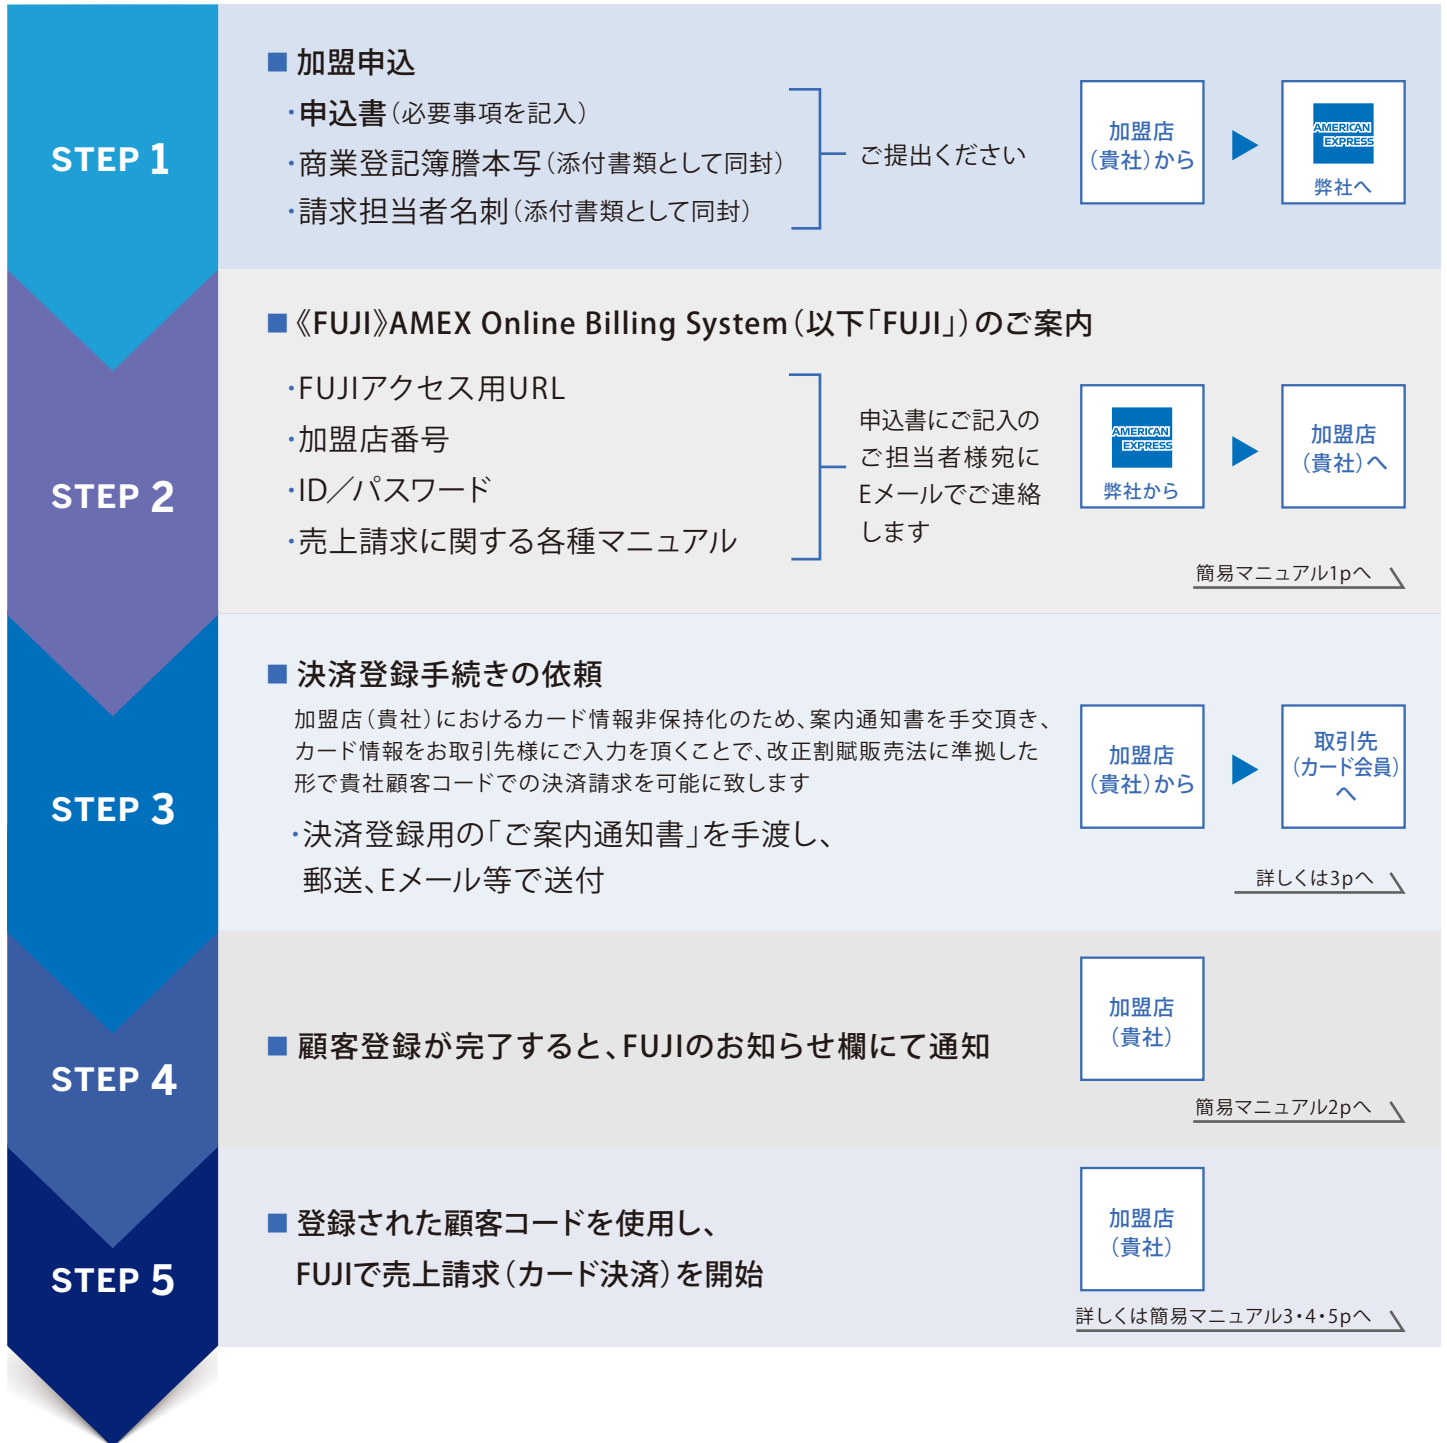 STEP 1
■ 加盟申込
・申込書（必要事項を記入）
・商業登記簿謄本写（添付書類として同封）
・請求担当者名刺（添付書類として同封）
ご提出ください
加盟店
（貴社）から
AMERICAN
EXPRESS
弊社へ
STEP 2
■《FUJI》AMEX Online Billing System（以下「FUJI」）のご案内
・FUJIアクセス用URL
・加盟店番号
・ID／パスワード
・売上請求に関する各種マニュアル
申込書にご記入の
ご担当者様宛に
Eメールでご連絡
します
AMERICAN
EXPRESS
弊社から
加盟店
（貴社）へ
簡易マニュアル1pへ
STEP 3
■ 決済登録手続きの依頼
加盟店（貴社）におけるカード情報非保持化のため、案内通知書を手交頂き、
カード情報をお取引先様にご入力を頂くことで、改正割賦販売法に準拠した
形で貴社顧客コードでの決済請求を可能に致します
・決済登録用の「ご案内通知書」を手渡し、
郵送、Eメール等で送付
加盟店
（貴社）から
取引先
（カード会員）
へ
詳しくは3pへ
STEP 4
■ 顧客登録が完了すると、FUJIのお知らせ欄にて通知
加盟店
（貴社）
簡易マニュアル2pへ
STEP 5
■ 登録された顧客コードを使用し、
FUJIで売上請求（カード決済）を開始
加盟店
（貴社）
詳しくは簡易マニュアル3・4・5pへ